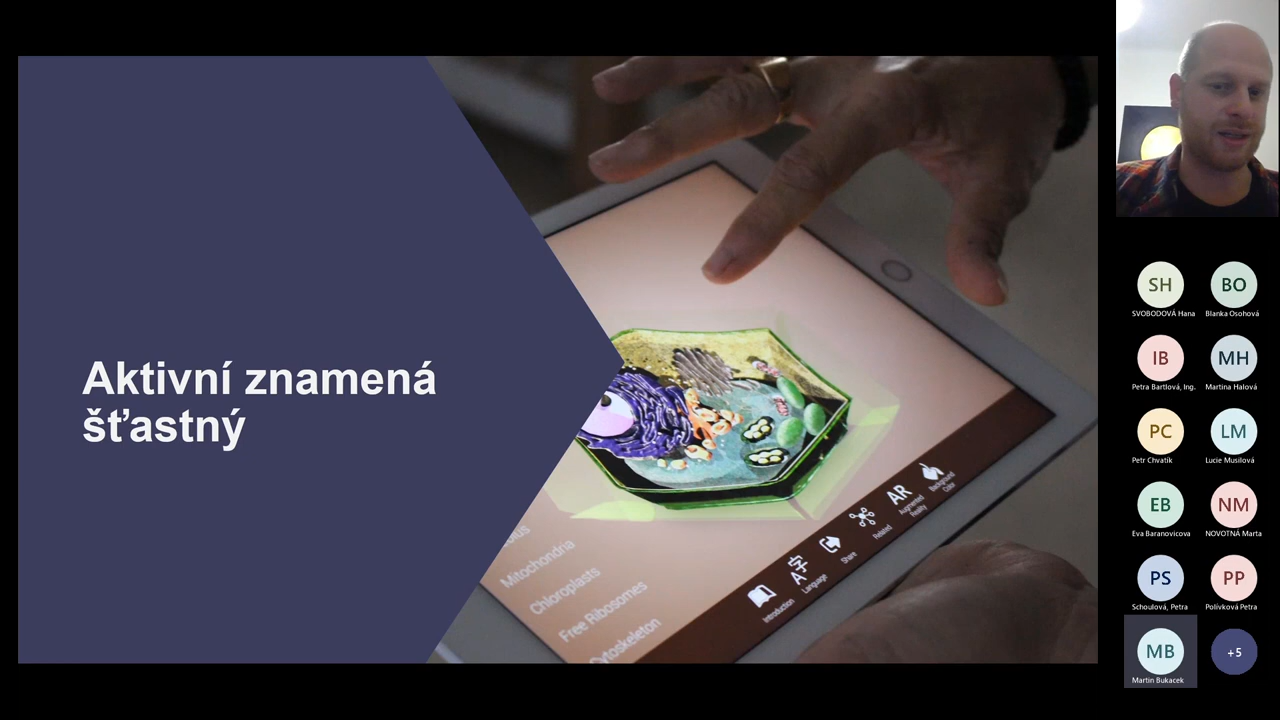 Aktivní znamená
šťastný
Mitochondria
Chloroplasts
Free Ribosomes
Cytoskeleton
Introduction
字
A
Language
Share
Related
AR
Augmented
Reality
Background
Color
SH
SVOBODOVÁ Hana
BO
Blanka Osohová
IB
Petra Bartlová, Ing.
MH
Martina Halová
PC
Petr Chvatík
LM
Lucie Musilová
EB
Eva Baranovicova
NM
NOVOTNÁ Marta
PS
Schoulová, Petra
PP
Polívková Petra
MB
Martin Bukacek
+5